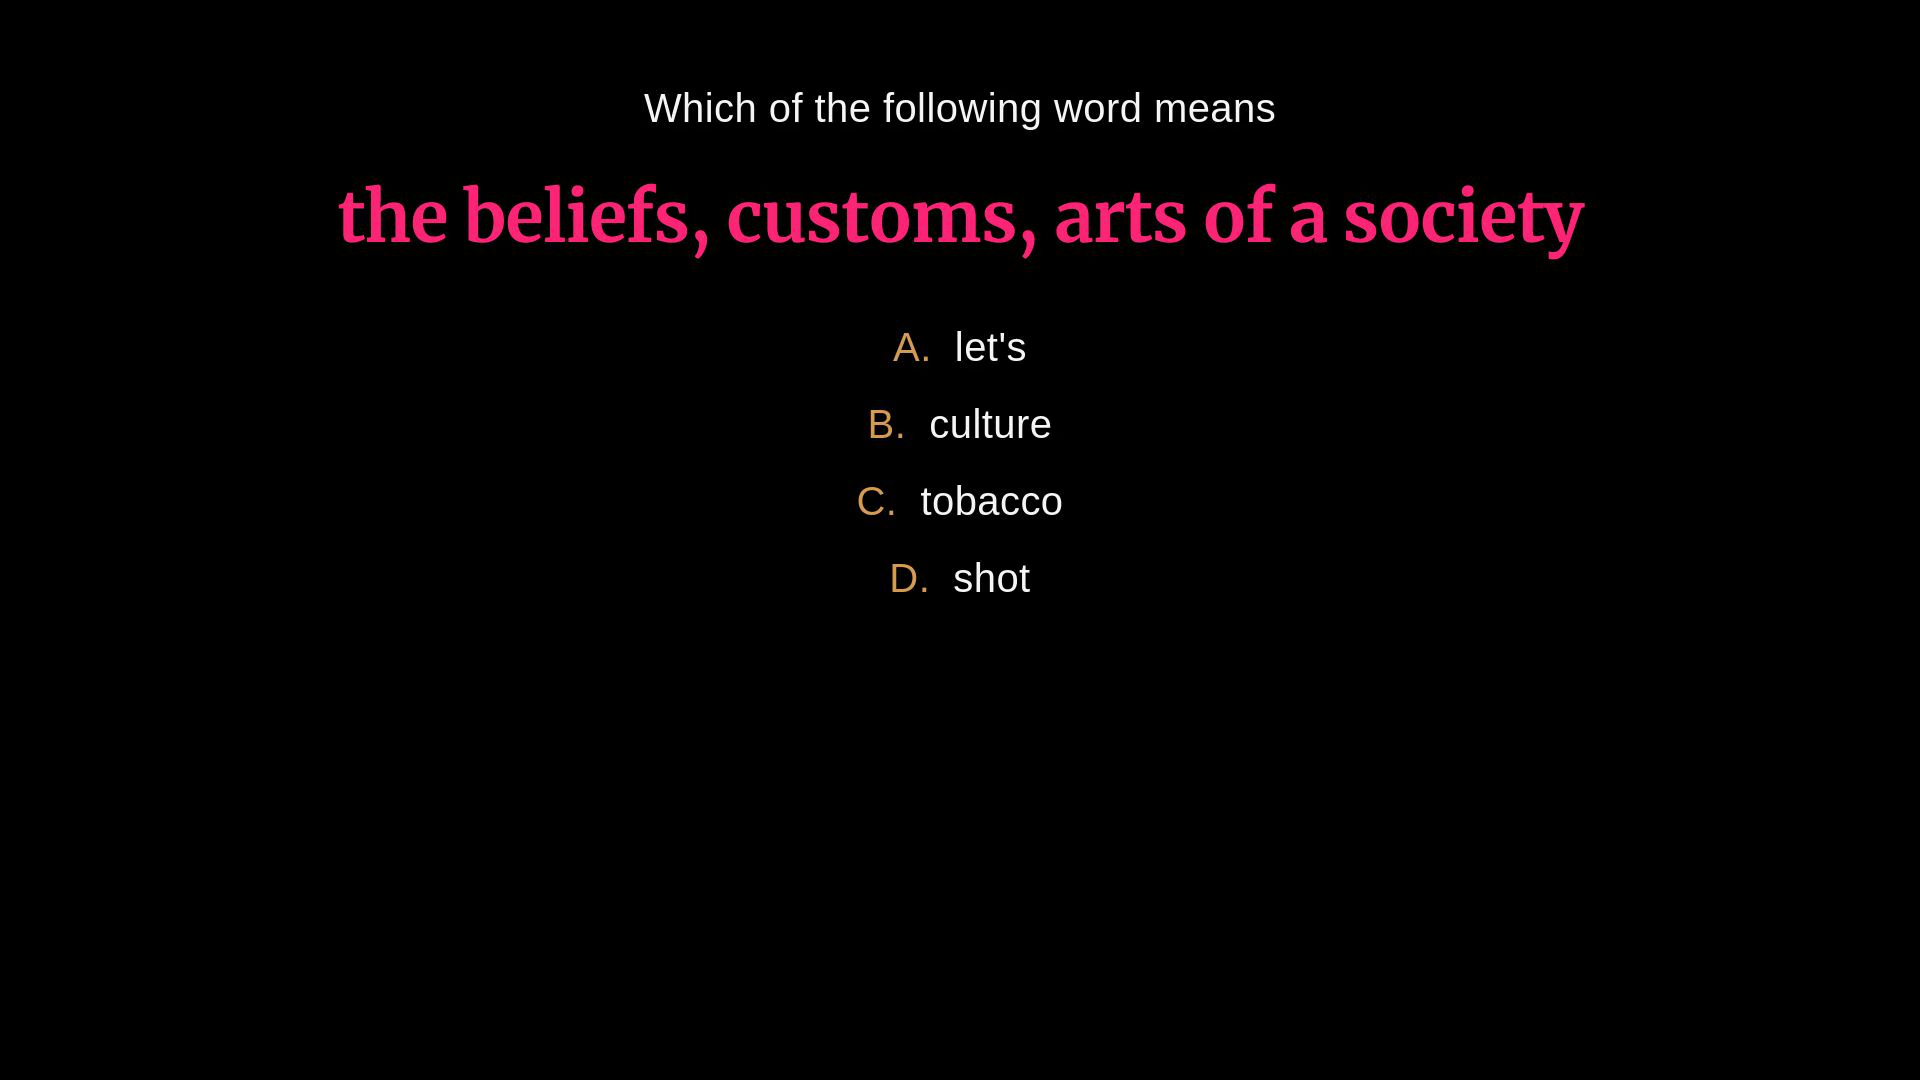 Which of the following word means
the beliefs, customs, arts of a society
A. let's
B. culture
C. tobacco
D. shot